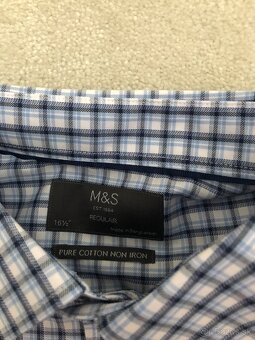 M&S
EST 1884
REGULAR
16½"
PURE COTTON NON IRON